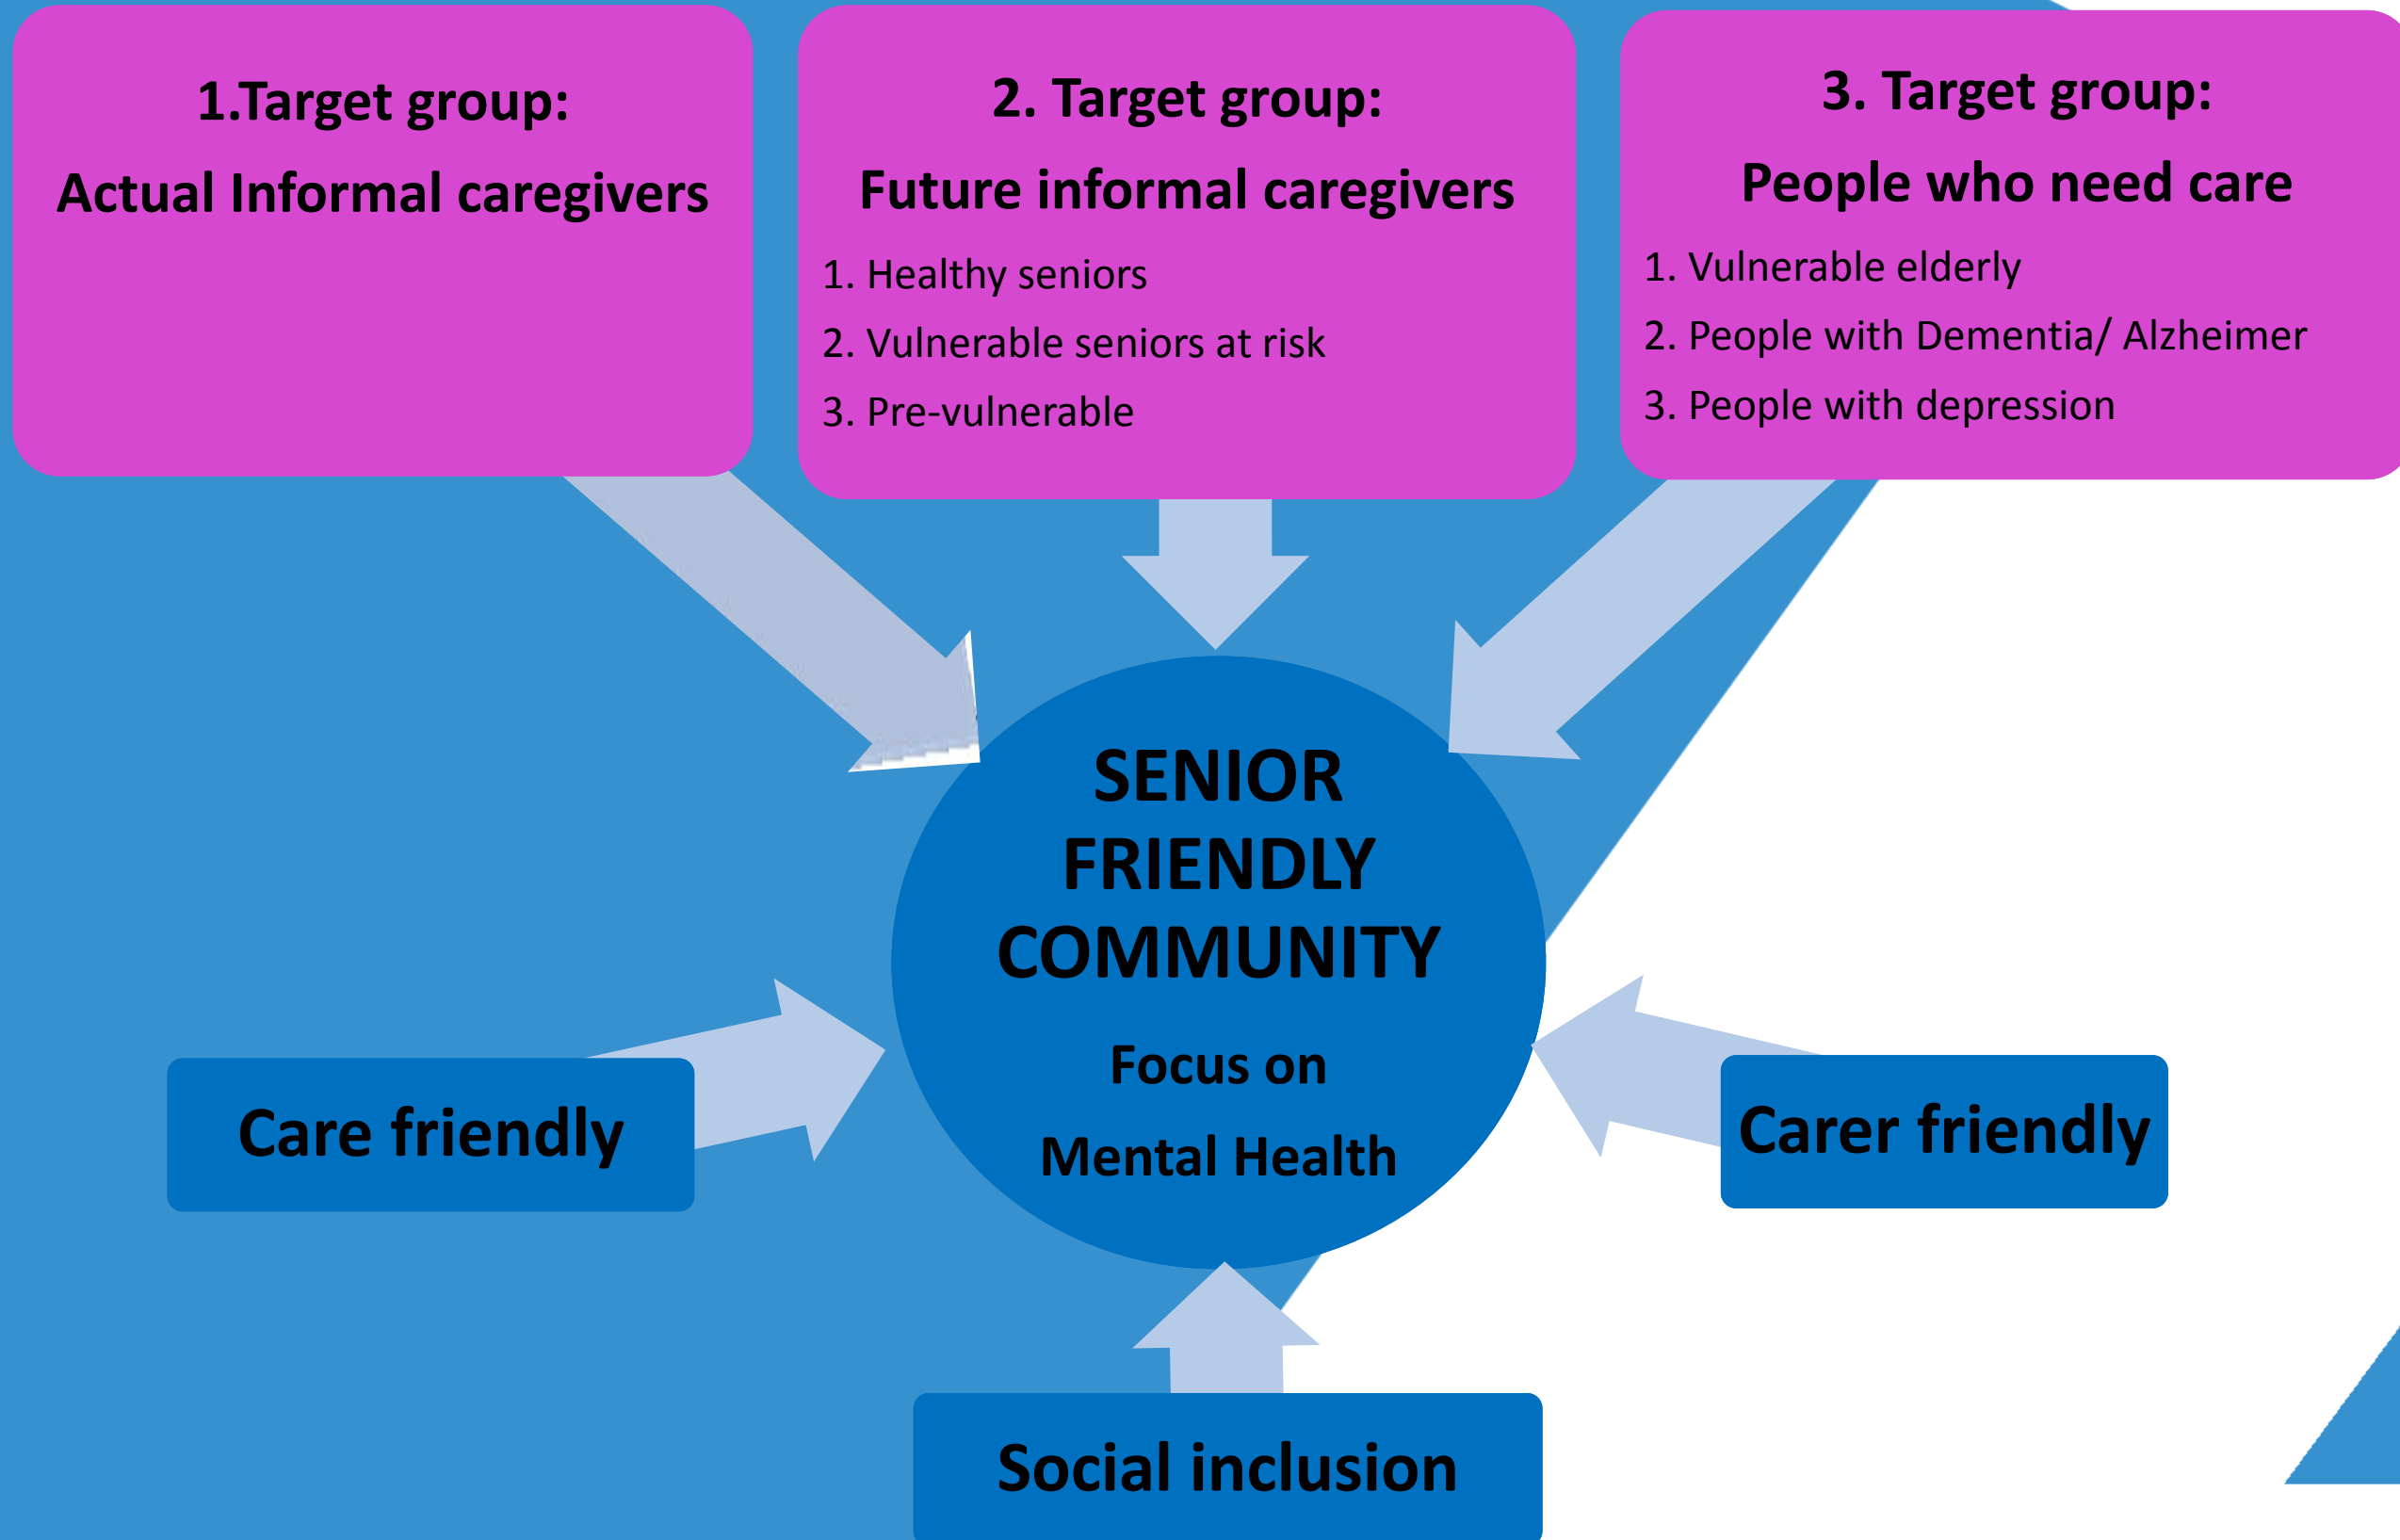 1.Target group:
Actual Informal caregivers
2. Target group:
Future informal caregivers
1. Healthy seniors
2. Vulnerable seniors at risk
3. Pre-vulnerable
3. Target group:
People who need care
1. Vulnerable elderly
2. People with Dementia/ Alzheimer
3. People with depression
SENIOR
FRIENDLY
COMMUNITY
Focus on
Mental Health
Care friendly
Carer friendly
Social inclusion